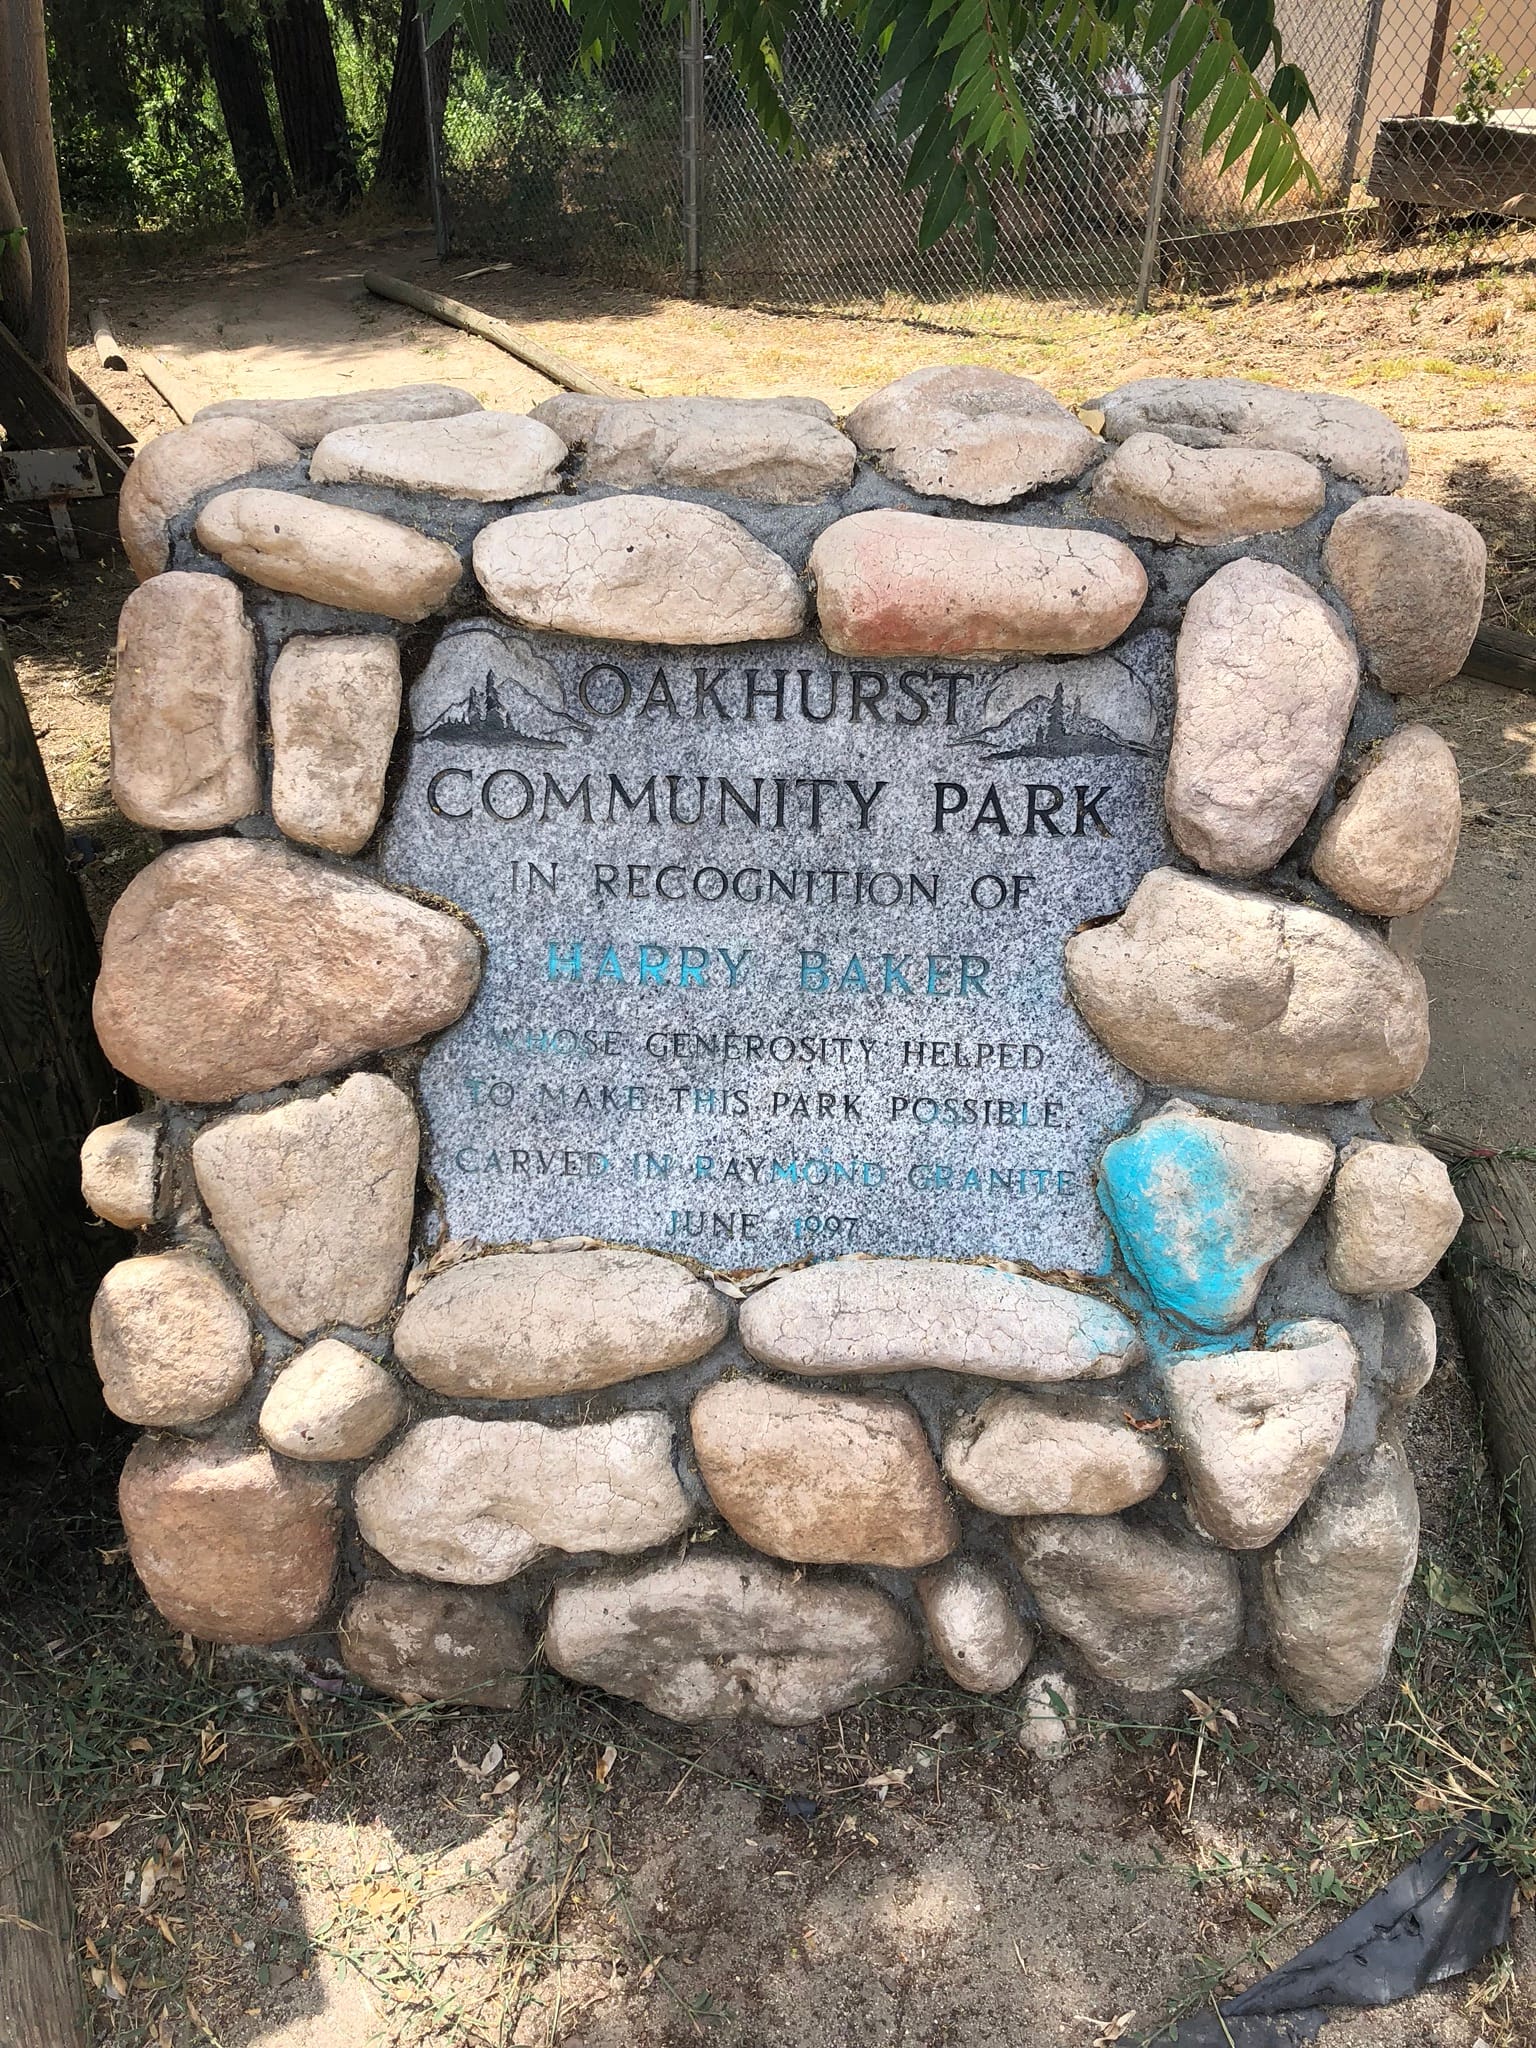 OAKHURST
COMMUNITY PARK
IN RECOGNITION OF
HARRY BAKER
WHOSE GENEROSITY HELPED
TO MAKE THIS PARK POSSIBLE.
CARVED IN RAYMOND GRANITE
JUNE 1997